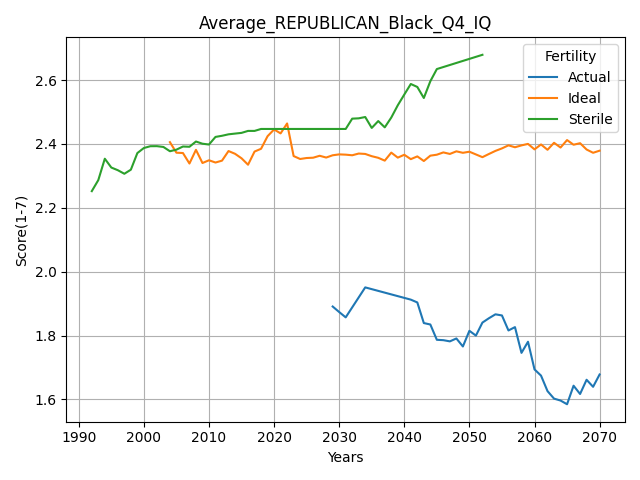 Average_REPUBLICAN_Black_Q4_IQ
Score(1-7)
2.6
2.4
2.2
2.0
1.8
1.6
Fertility
Actual
Ideal
Sterile
1990 2000 2010 2020 2030 2040 2050 2060 2070
Years